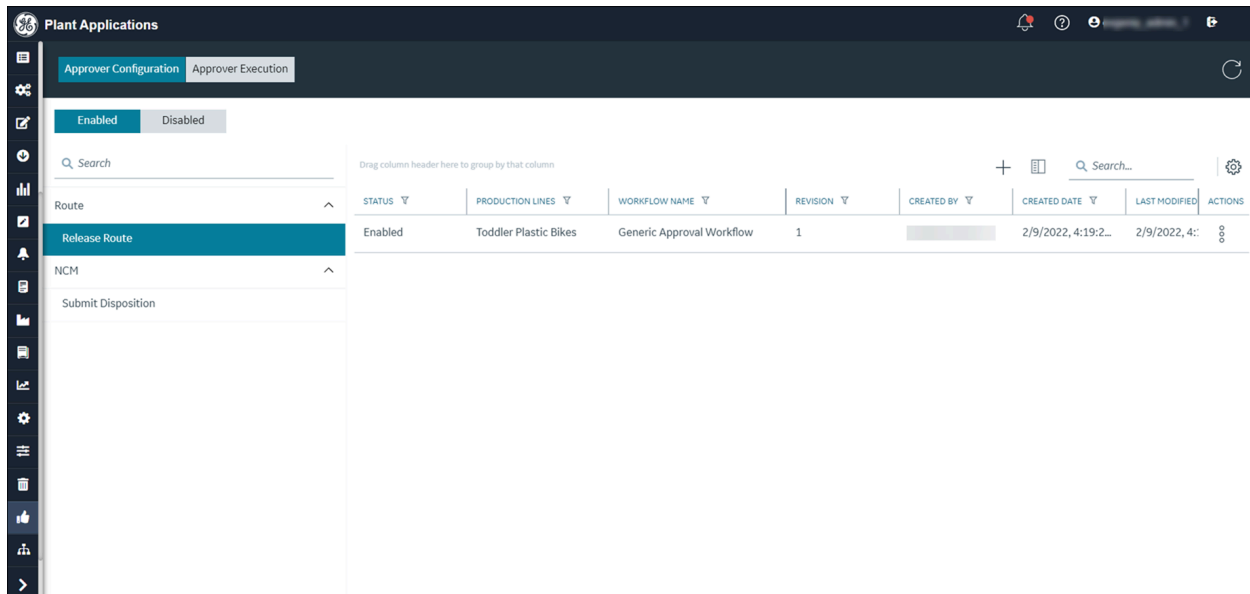 Plant Applications
Approver Configuration Approver Execution
Enabled Disabled
Search
Drag column header here to group by that column
Search...
Route
STATUS PRODUCTION LINES WORKFLOW NAME REVISION CREATED BY CREATED DATE LAST MODIFIED ACTIONS
Release Route
Enabled Toddler Plastic Bikes Generic Approval Workflow 1 2/9/2022, 4:19:2... 2/9/2022, 4::
NCM
Submit Disposition